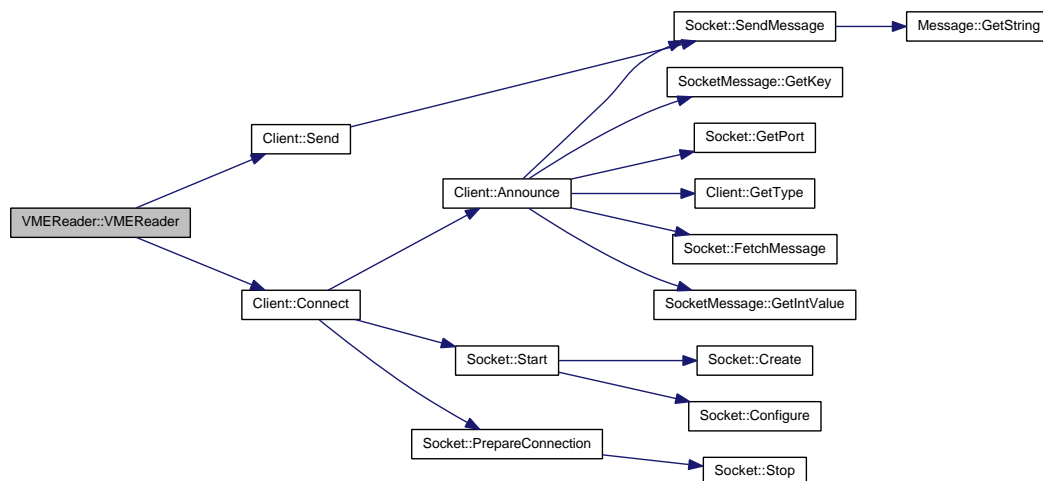 Socket::SendMessage
Message::GetString
SocketMessage::GetKey
Client::Send
Socket::GetPort
Client::Announce
Client::GetType
VMEReader::VMEReader
Socket::FetchMessage
Client::Connect
SocketMessage::GetIntValue
Socket::Start
Socket::Create
Socket::Configure
Socket::PrepareConnection
Socket::Stop